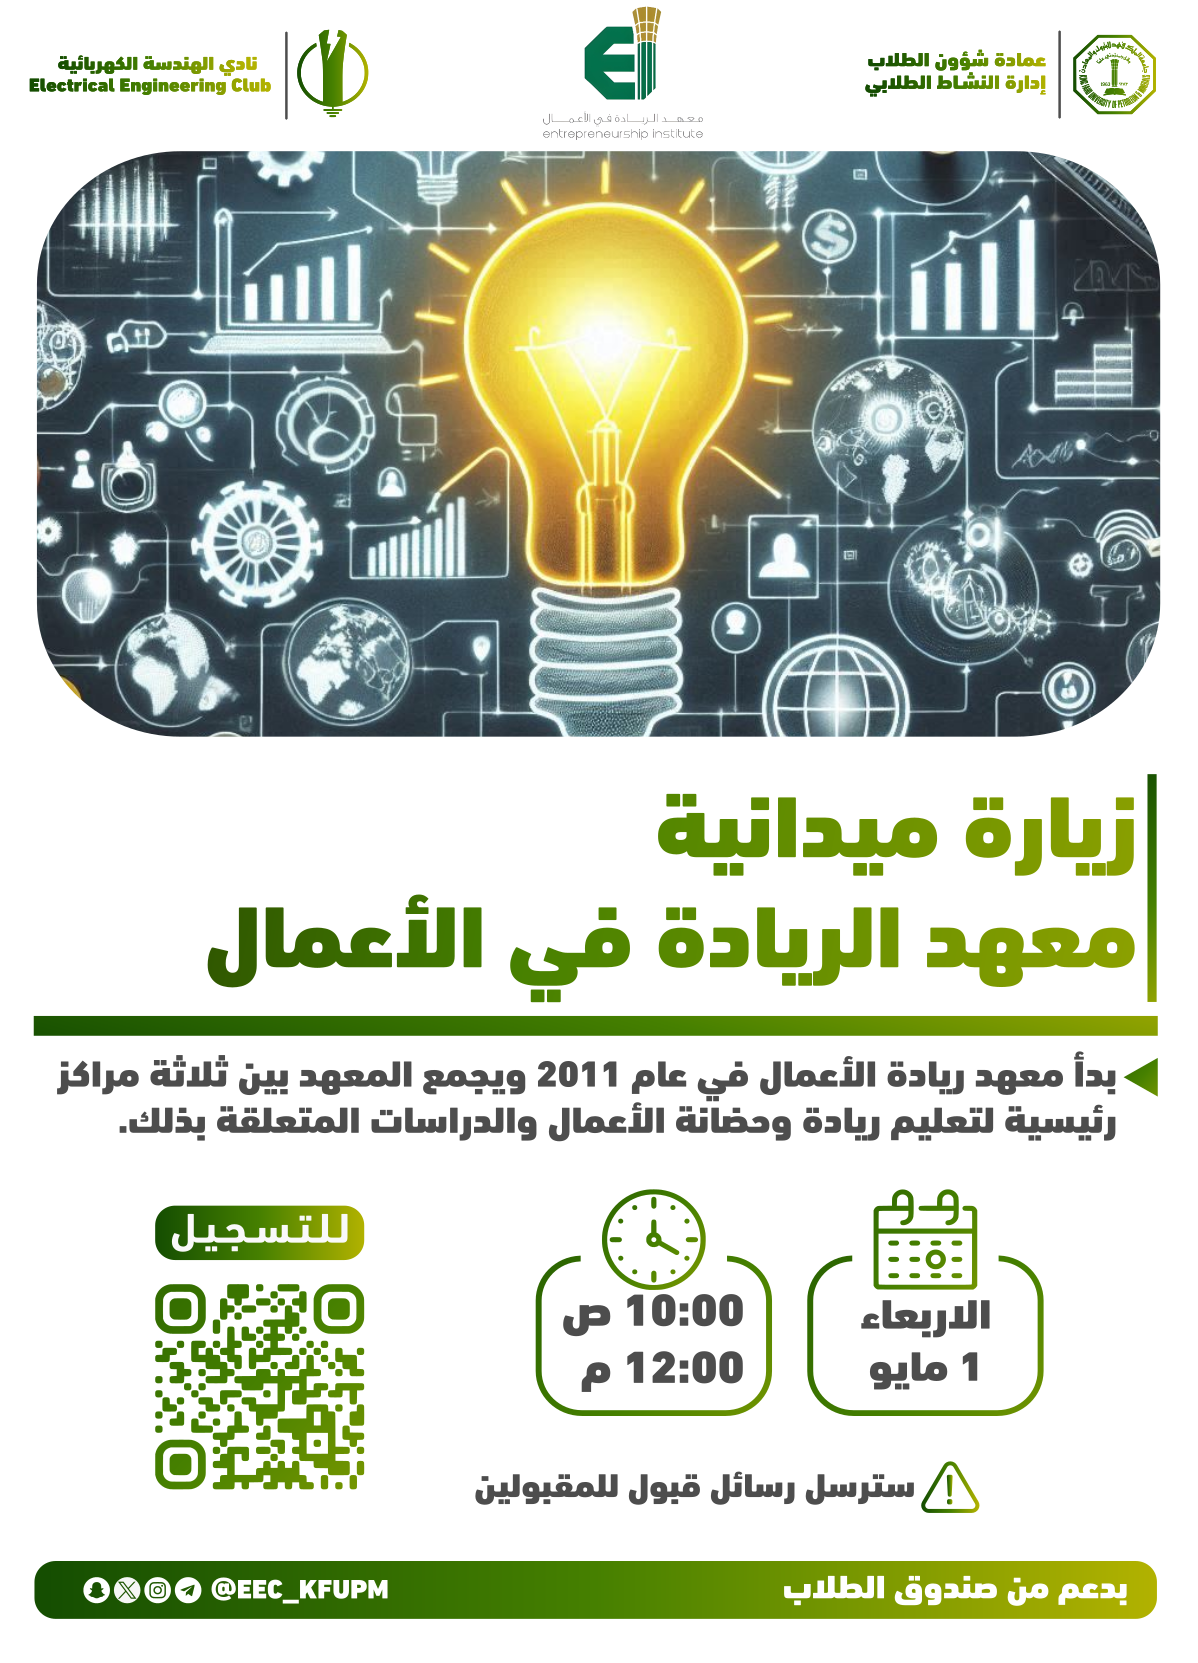 عمادة شؤون الطلاب
إدارة النشاط الطلابي
معهد الريادة في الأعمال
entrepreneurship institute
نادي الهندسة الكهربائية
Electrical Engineering Club
زيارة ميدانية
معهد الريادة في الأعمال
بدأ معهد ريادة الأعمال في عام 2011 ويجمع المعهد بين ثلاثة مراكز
رئيسية لتعليم ريادة وحضانة الأعمال والدراسات المتعلقة بذلك.
الاربعاء
1 مايو
10:00 ص
12:00 م
للتسجيل
سترسل رسائل قبول للمقبولين
بدعم من صندوق الطلاب
@EEC_KFUPM